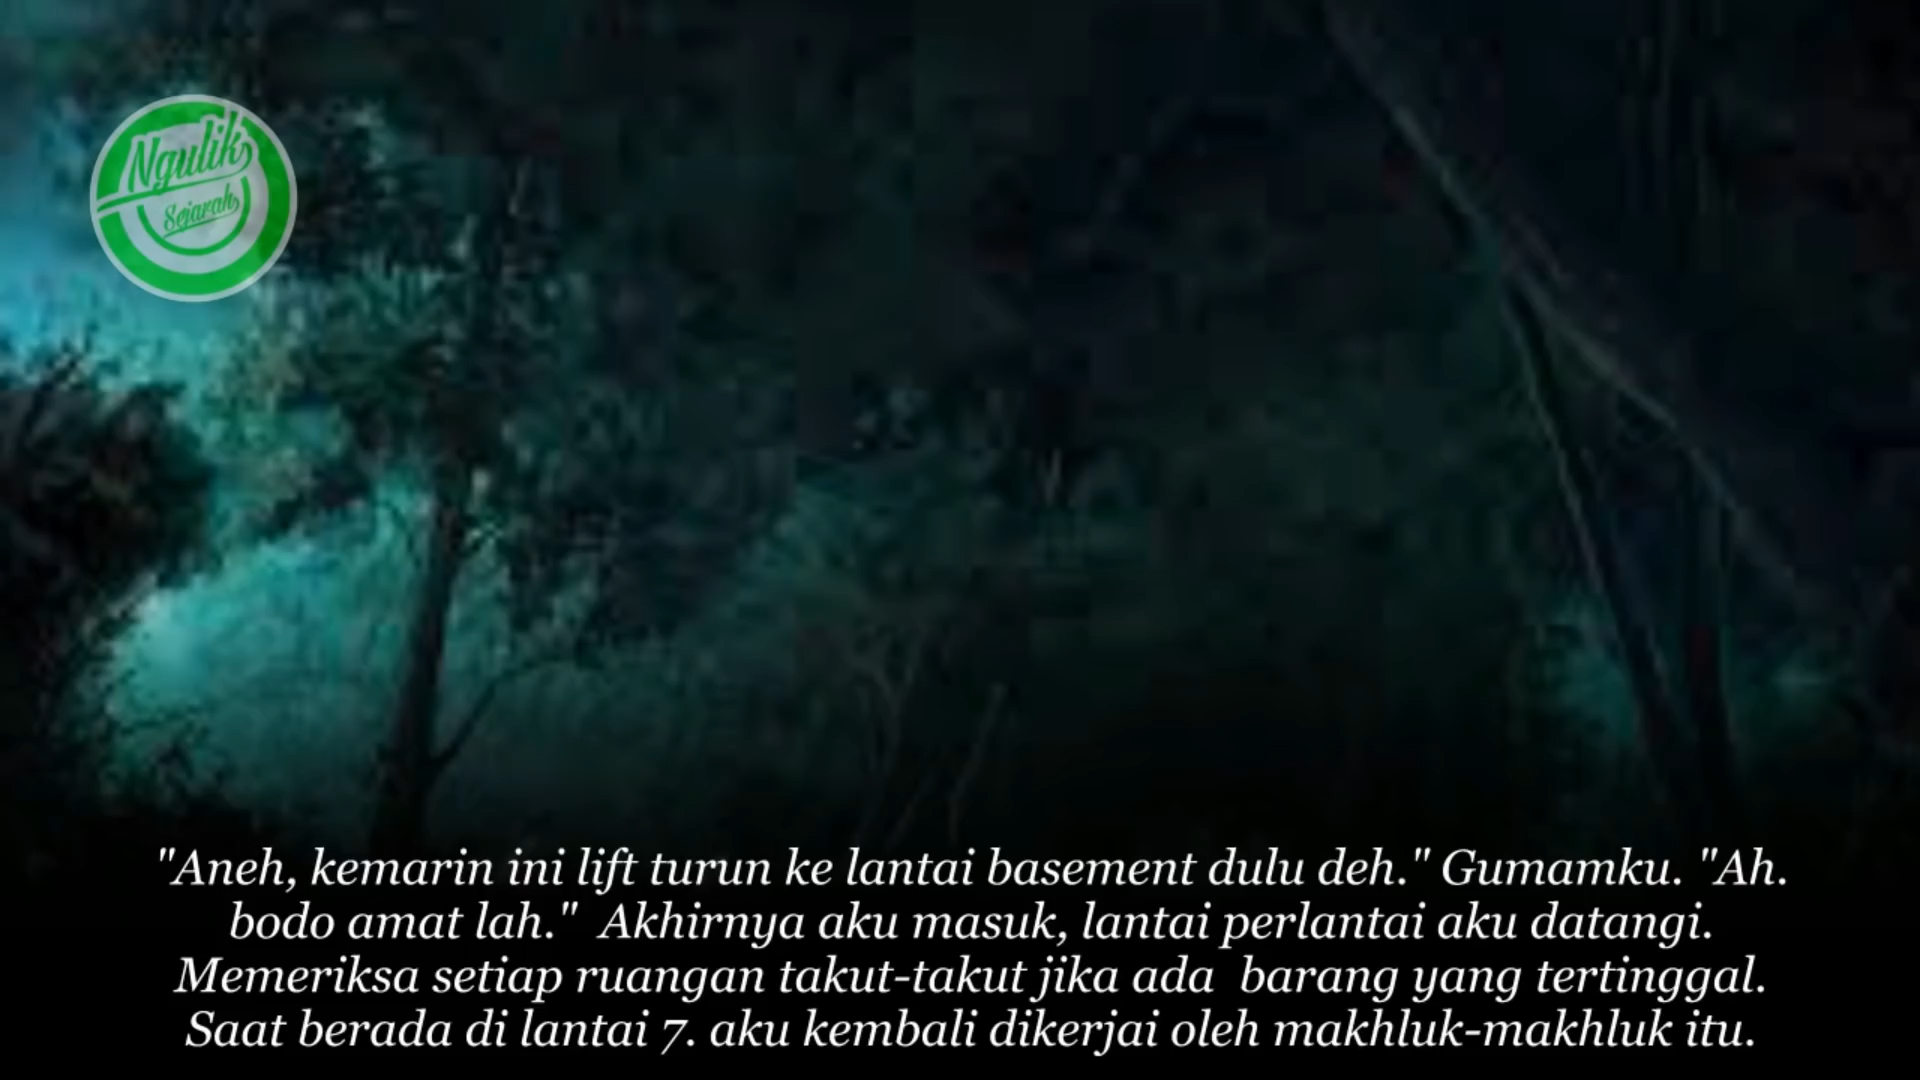 Ngulik
Sejarah
"Aneh, kemarin ini lift turun ke lantai basement dulu deh." Gumamku. "Ah.
bodo amat lah."  Akhirnya aku masuk, lantai perlantai aku datangi.
Memeriksa setiap ruangan takut-takut jika ada  barang yang tertinggal.
Saat berada di lantai 7. aku kembali dikerjai oleh makhluk-makhluk itu.